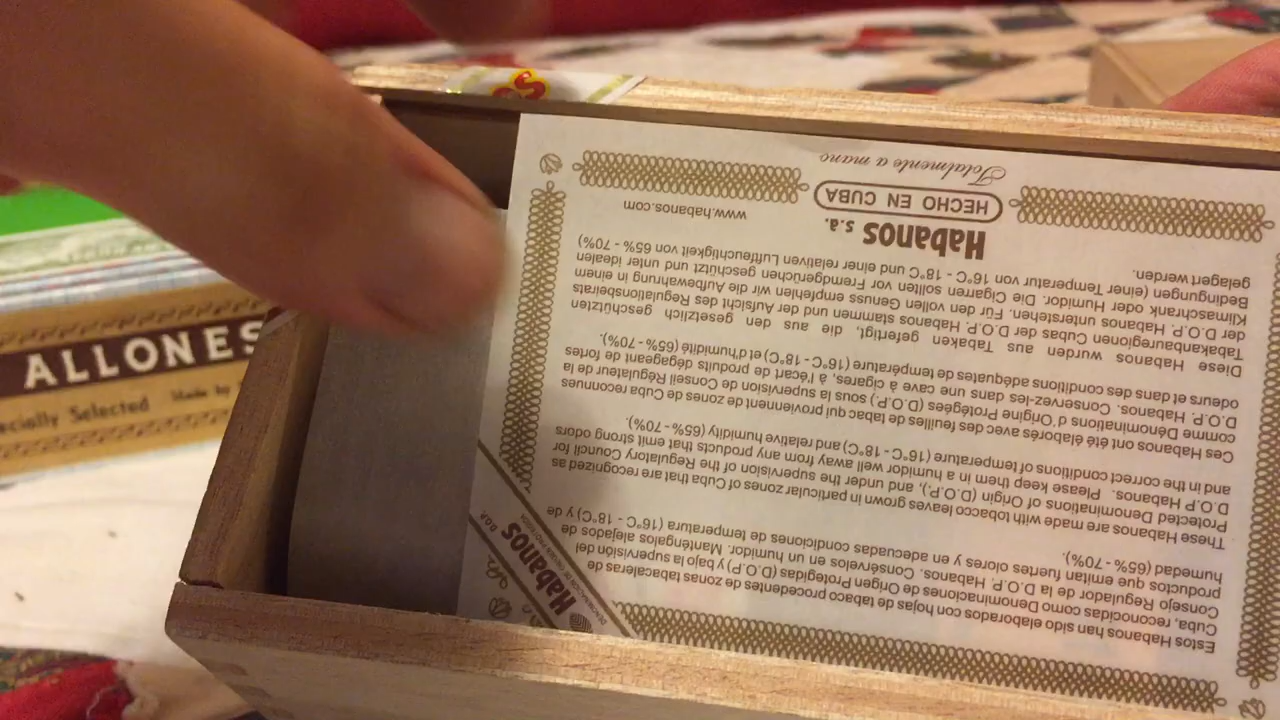 ALLONES
ecially Selected Made by
Habanos D.O.P.
DENOMINACIÓN DE ORIGEN PROTEGIDA
Estos Habanos han sido elaborados con hojas de tabaco procedentes de zonas tabacaleras de
Cuba, reconocidas como Denominaciones de Origen Protegidas (D.O.P) y bajo la supervisión del
Consejo Regulador de la D.O.P. Habanos. Consérvelos en un humidor. Manténgalos alejados de
productos que emitan fuertes olores y en adecuadas condiciones de temperatura (16°C - 18°C) y de
humedad (65% - 70%).
These Habanos are made with tobacco leaves grown in particular zones of Cuba that are recognized as
Protected Denominations of Origin (D.O.P.), and under the supervision of the Regulatory Council for
D.O.P Habanos. Please keep them in a humidor well away from any products that emit strong odors
and in the correct conditions of temperature (16°C - 18°C) and relative humidity (65% - 70%).
Ces Habanos ont été élaborés avec des feuilles de tabac qui proviennent de zones de Cuba reconnues
comme Dénominations d'Origine Protégées (D.O.P.) sous la supervision de Conseil Régulateur de la
D.O.P. Habanos. Conservez-les dans une cave à cigares, à l'écart de produits dégageant de fortes
odeurs et dans des conditions adéquates de température (16°C - 18°C) et d'humidité (65% - 70%).
Diese Habanos wurden aus Tabaken gefertigt, die aus den gesetzlich geschützten
Tabakanbauregionen Cubas der D.O.P. Habanos stammen und der Aufsicht des Regulationsbeirats
der D.O.P. Habanos unterstehen. Für den vollen Genuss empfehlen wir die Aufbewahrung in einem
Klimaschrank oder Humidor. Die Cigarren sollten vor Fremdgerüchen geschützt und unter idealen
Bedingungen (einer Temperatur von 16°C - 18°C und einer relativen Luftfeuchtigkeit von 65% - 70%)
gelagert werden.
Habanos s.a.
www.habanos.com
HECHO EN CUBA
Totalmente a mano